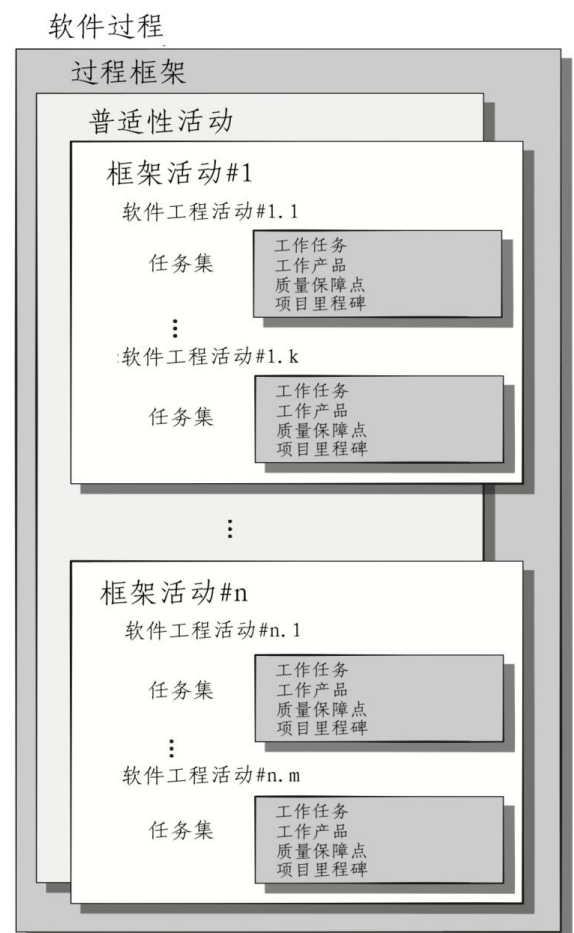 软件过程
过程框架
普适性活动
框架活动#1
软件工程活动#1.1
任务集
工作任务
工作产品
质量保障点
项目里程碑
⋮
软件工程活动#1.k
任务集
工作任务
工作产品
质量保障点
项目里程碑
⋮
框架活动#n
软件工程活动#n.1
任务集
工作任务
工作产品
质量保障点
项目里程碑
⋮
软件工程活动#n.m
任务集
工作任务
工作产品
质量保障点
项目里程碑